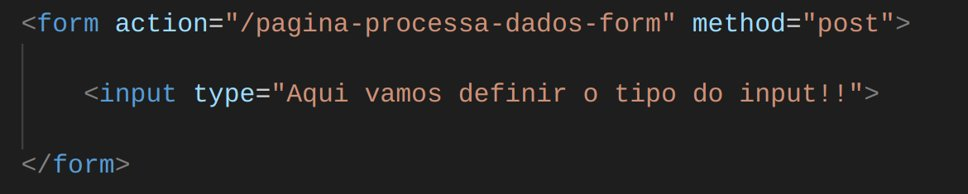 <form action="/pagina-processa-dados-form" method="post">
<input type="Aqui vamos definir o tipo do input!!">
</form>